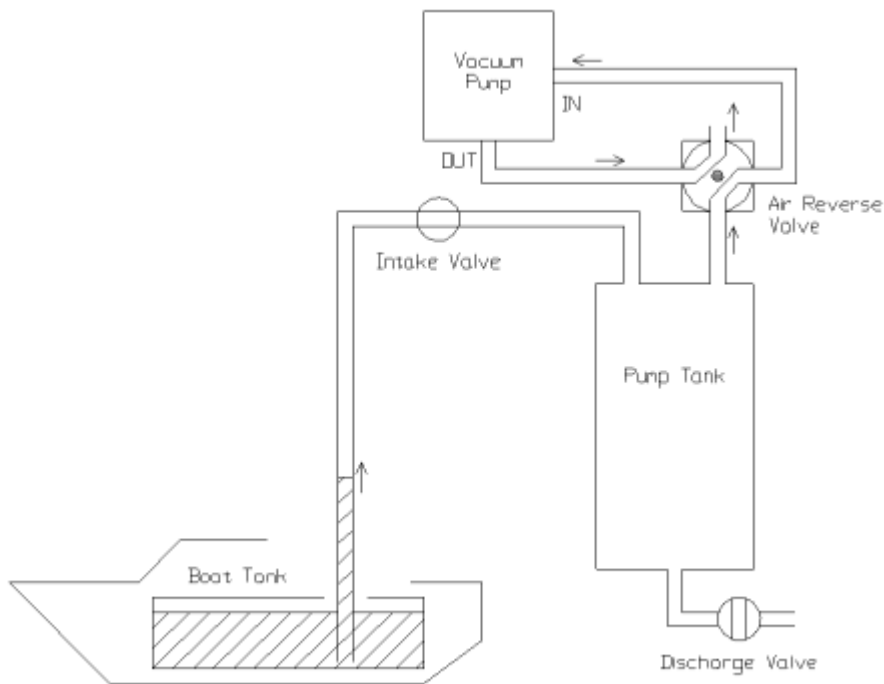 Vacuum
Pump
IN
OUT
Air Reverse
Valve
Intake Valve
Pump Tank
Boat Tank
Discharge Valve